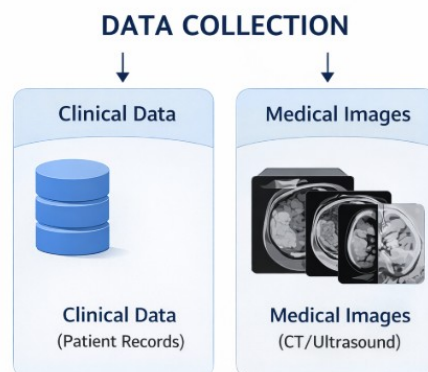 DATA COLLECTION
Clinical Data
Medical Images
Clinical Data
(Patient Records)
Medical Images
(CT/Ultrasound)